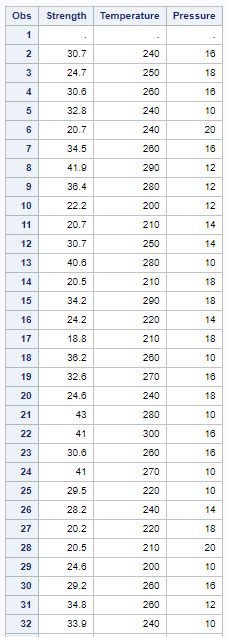 Obs Strength Temperature Pressure
1 . . .
2 30.7 240 16
3 24.7 250 18
4 30.6 260 16
5 32.8 240 10
6 20.7 240 20
7 34.5 260 16
8 41.9 290 12
9 36.4 280 12
10 22.2 200 12
11 20.7 210 14
12 30.7 250 14
13 40.6 280 10
14 20.5 210 18
15 34.2 290 18
16 24.2 220 14
17 18.8 210 18
18 36.2 260 10
19 32.6 270 16
20 24.6 240 18
21 43 280 10
22 41 300 16
23 30.6 260 16
24 41 270 10
25 29.5 220 10
26 28.2 240 14
27 20.2 220 18
28 20.5 210 20
29 24.6 200 10
30 29.2 260 16
31 34.8 260 12
32 33.9 240 10